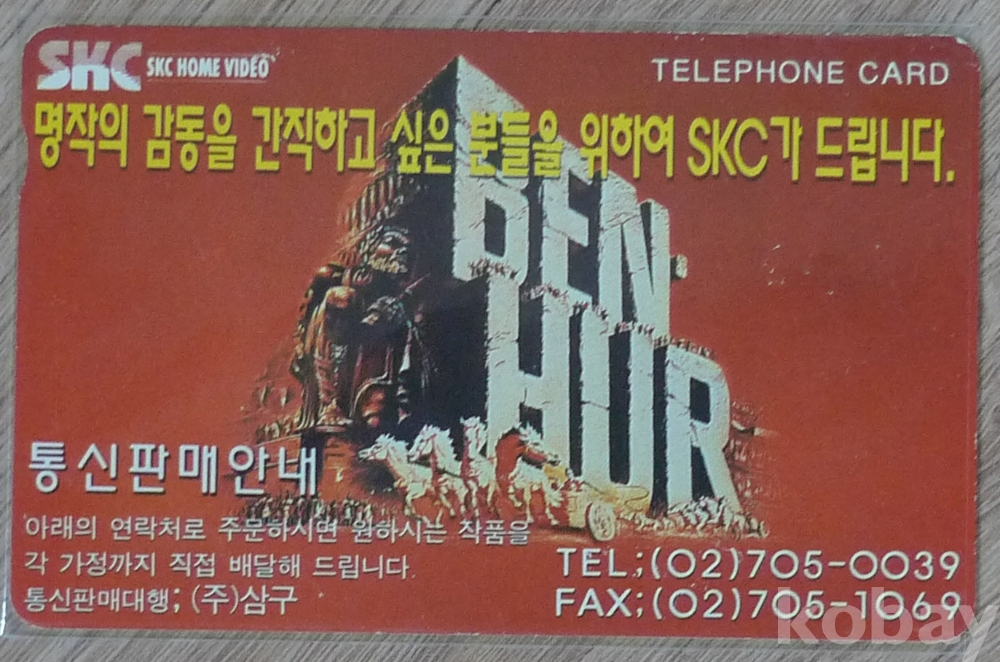 SKC SKC HOME VIDEO
TELEPHONE CARD
명작의 감동을 간직하고 싶은 분들을 위하여 SKC가 드립니다.
BEN-
HUR
통신판매안내
아래의 연락처로 주문하시면 원하시는 작품을
각 가정까지 직접 배달해 드립니다.
통신판매대행; (주)삼구
TEL;(02)705-0039
FAX;(02)705-1069
kobay